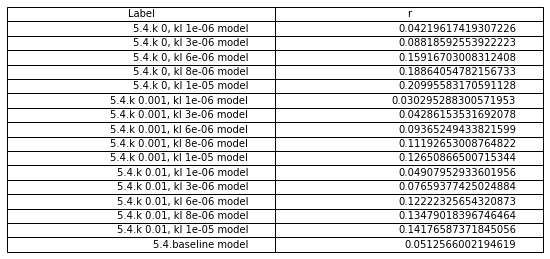 Label r
5.4.k 0, kl 1e-06 model 0.04219617419307226
5.4.k 0, kl 3e-06 model 0.08818592553922223
5.4.k 0, kl 6e-06 model 0.15916703008312408
5.4.k 0, kl 8e-06 model 0.18864054782156733
5.4.k 0, kl 1e-05 model 0.20995583170591128
5.4.k 0.001, kl 1e-06 model 0.030295288300571953
5.4.k 0.001, kl 3e-06 model 0.04286153531692078
5.4.k 0.001, kl 6e-06 model 0.09365249433821599
5.4.k 0.001, kl 8e-06 model 0.11192653008764822
5.4.k 0.001, kl 1e-05 model 0.12650866500715344
5.4.k 0.01, kl 1e-06 model 0.04907952933601956
5.4.k 0.01, kl 3e-06 model 0.07659377425024884
5.4.k 0.01, kl 6e-06 model 0.12222325654320873
5.4.k 0.01, kl 8e-06 model 0.13479018396746464
5.4.k 0.01, kl 1e-05 model 0.14176587371845056
5.4.baseline model 0.0512566002194619